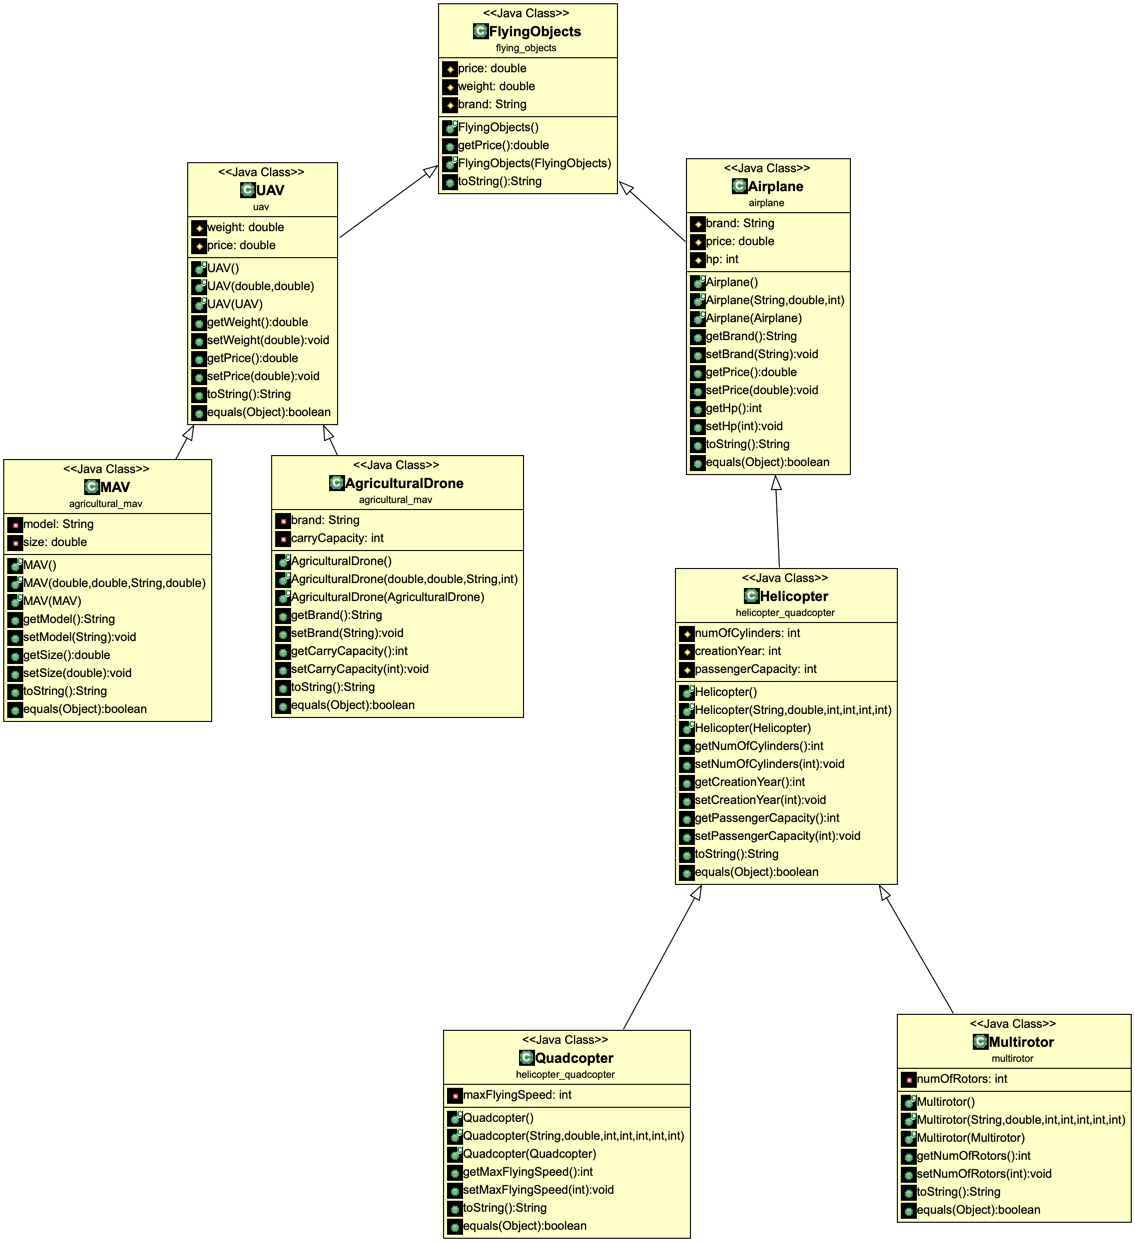 <<Java Class>>
FlyingObjects
flying_objects
price: double
weight: double
brand: String
FlyingObjects()
getPrice():double
FlyingObjects(FlyingObjects)
toString():String
<<Java Class>>
UAV
uav
weight: double
price: double
UAV()
UAV(double,double)
UAV(UAV)
getWeight():double
setWeight(double):void
getPrice():double
setPrice(double):void
toString():String
equals(Object):boolean
<<Java Class>>
Airplane
airplane
brand: String
price: double
hp: int
Airplane()
Airplane(String,double,int)
Airplane(Airplane)
getBrand():String
setBrand(String):void
getPrice():double
setPrice(double):void
getHp():int
setHp(int):void
toString():String
equals(Object):boolean
<<Java Class>>
MAV
agricultural_mav
model: String
size: double
MAV()
MAV(double,double,String,double)
MAV(MAV)
getModel():String
setModel(String):void
getSize():double
setSize(double):void
toString():String
equals(Object):boolean
<<Java Class>>
AgriculturalDrone
agricultural_mav
brand: String
carryCapacity: int
AgriculturalDrone()
AgriculturalDrone(double,double,String,int)
AgriculturalDrone(AgriculturalDrone)
getBrand():String
setBrand(String):void
getCarryCapacity():int
setCarryCapacity(int):void
toString():String
equals(Object):boolean
<<Java Class>>
Helicopter
helicopter_quadcopter
numOfCylinders: int
creationYear: int
passengerCapacity: int
Helicopter()
Helicopter(String,double,int,int,int,int)
Helicopter(Helicopter)
getNumOfCylinders():int
setNumOfCylinders(int):void
getCreationYear():int
setCreationYear(int):void
getPassengerCapacity():int
setPassengerCapacity(int):void
toString():String
equals(Object):boolean
<<Java Class>>
Quadcopter
helicopter_quadcopter
maxFlyingSpeed: int
Quadcopter()
Quadcopter(String,double,int,int,int,int,int)
Quadcopter(Quadcopter)
getMaxFlyingSpeed():int
setMaxFlyingSpeed(int):void
toString():String
equals(Object):boolean
<<Java Class>>
Multirotor
multirotor
numOfRotors: int
Multirotor()
Multirotor(String,double,int,int,int,int,int)
Multirotor(Multirotor)
getNumOfRotors():int
setNumOfRotors(int):void
toString():String
equals(Object):boolean